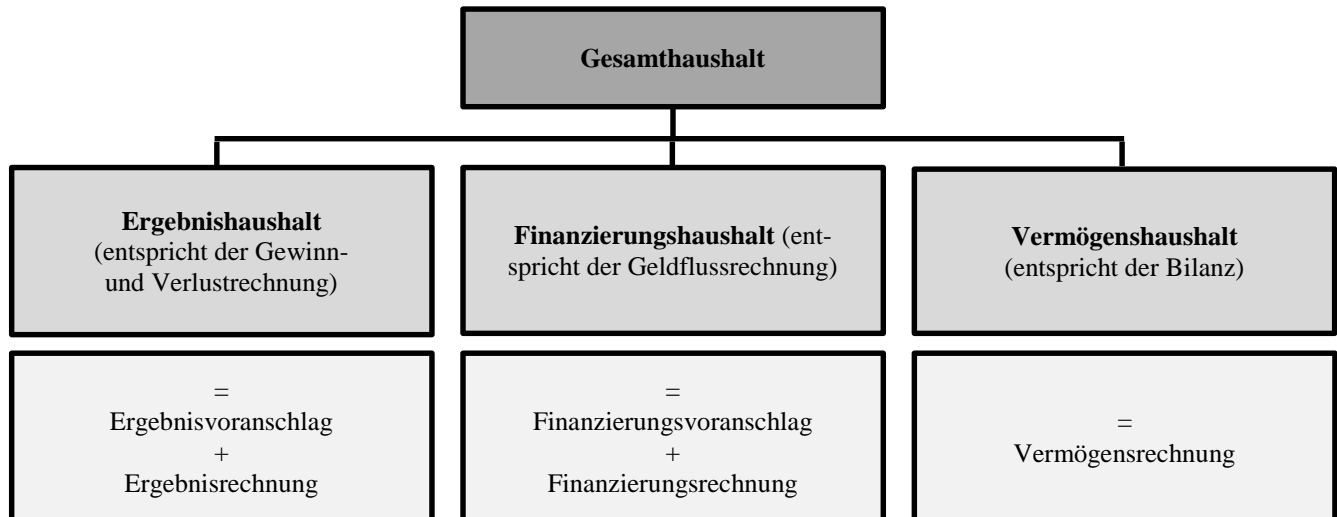 Gesamthaushalt
Ergebnishaushalt
(entspricht der Gewinn-
und Verlustrechnung)
Finanzierungshaushalt (ent-
spricht der Geldflussrechnung)
Vermögenshaushalt
(entspricht der Bilanz)
=
Ergebnisvoranschlag
+
Ergebnisrechnung
=
Finanzierungsvoranschlag
+
Finanzierungsrechnung
=
Vermögensrechnung